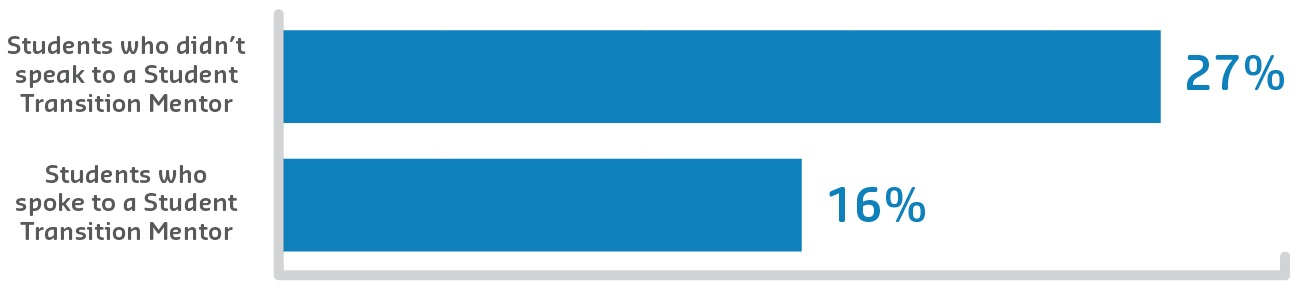 Students who didn’t
speak to a Student
Transition Mentor
27%
Students who
spoke to a Student
Transition Mentor
16%